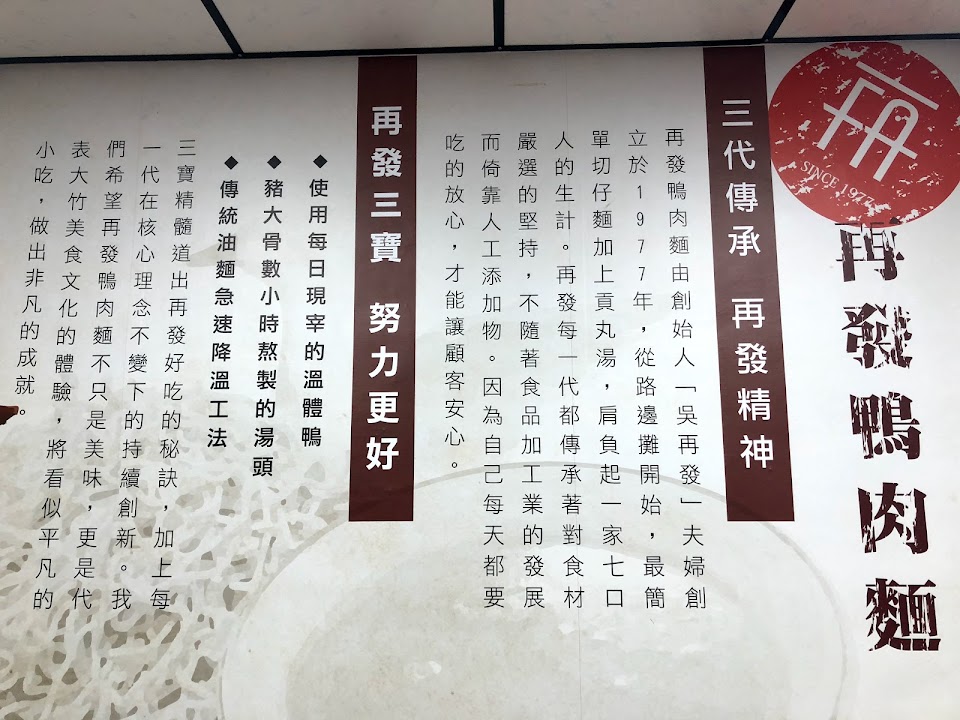 SINCE 1977
再發鴨肉麵
三代傳承 再發精神
再發鴨肉麵由創始人「吳再發」夫婦創
立於1977年，從路邊攤開始，最簡
單切仔麵加上貢丸湯，肩負起一家七口
人的生計。再發每一代都傳承著對食材
嚴選的堅持，不隨著食品加工業的發展
而倚靠人工添加物。因為自己每天都要
吃的放心，才能讓顧客安心。
再發三寶 努力更好
◆使用每日現宰的溫體鴨
◆豬大骨數小時熬製的湯頭
◆傳統油麵急速降溫工法
三寶精髓道出再發好吃的秘訣，加上每
一代在核心理念不變下的持續創新。我
們希望再發鴨肉麵不只是美味，更是代
表大竹美食文化的體驗，將看似平凡的
小吃，做出非凡的成就。